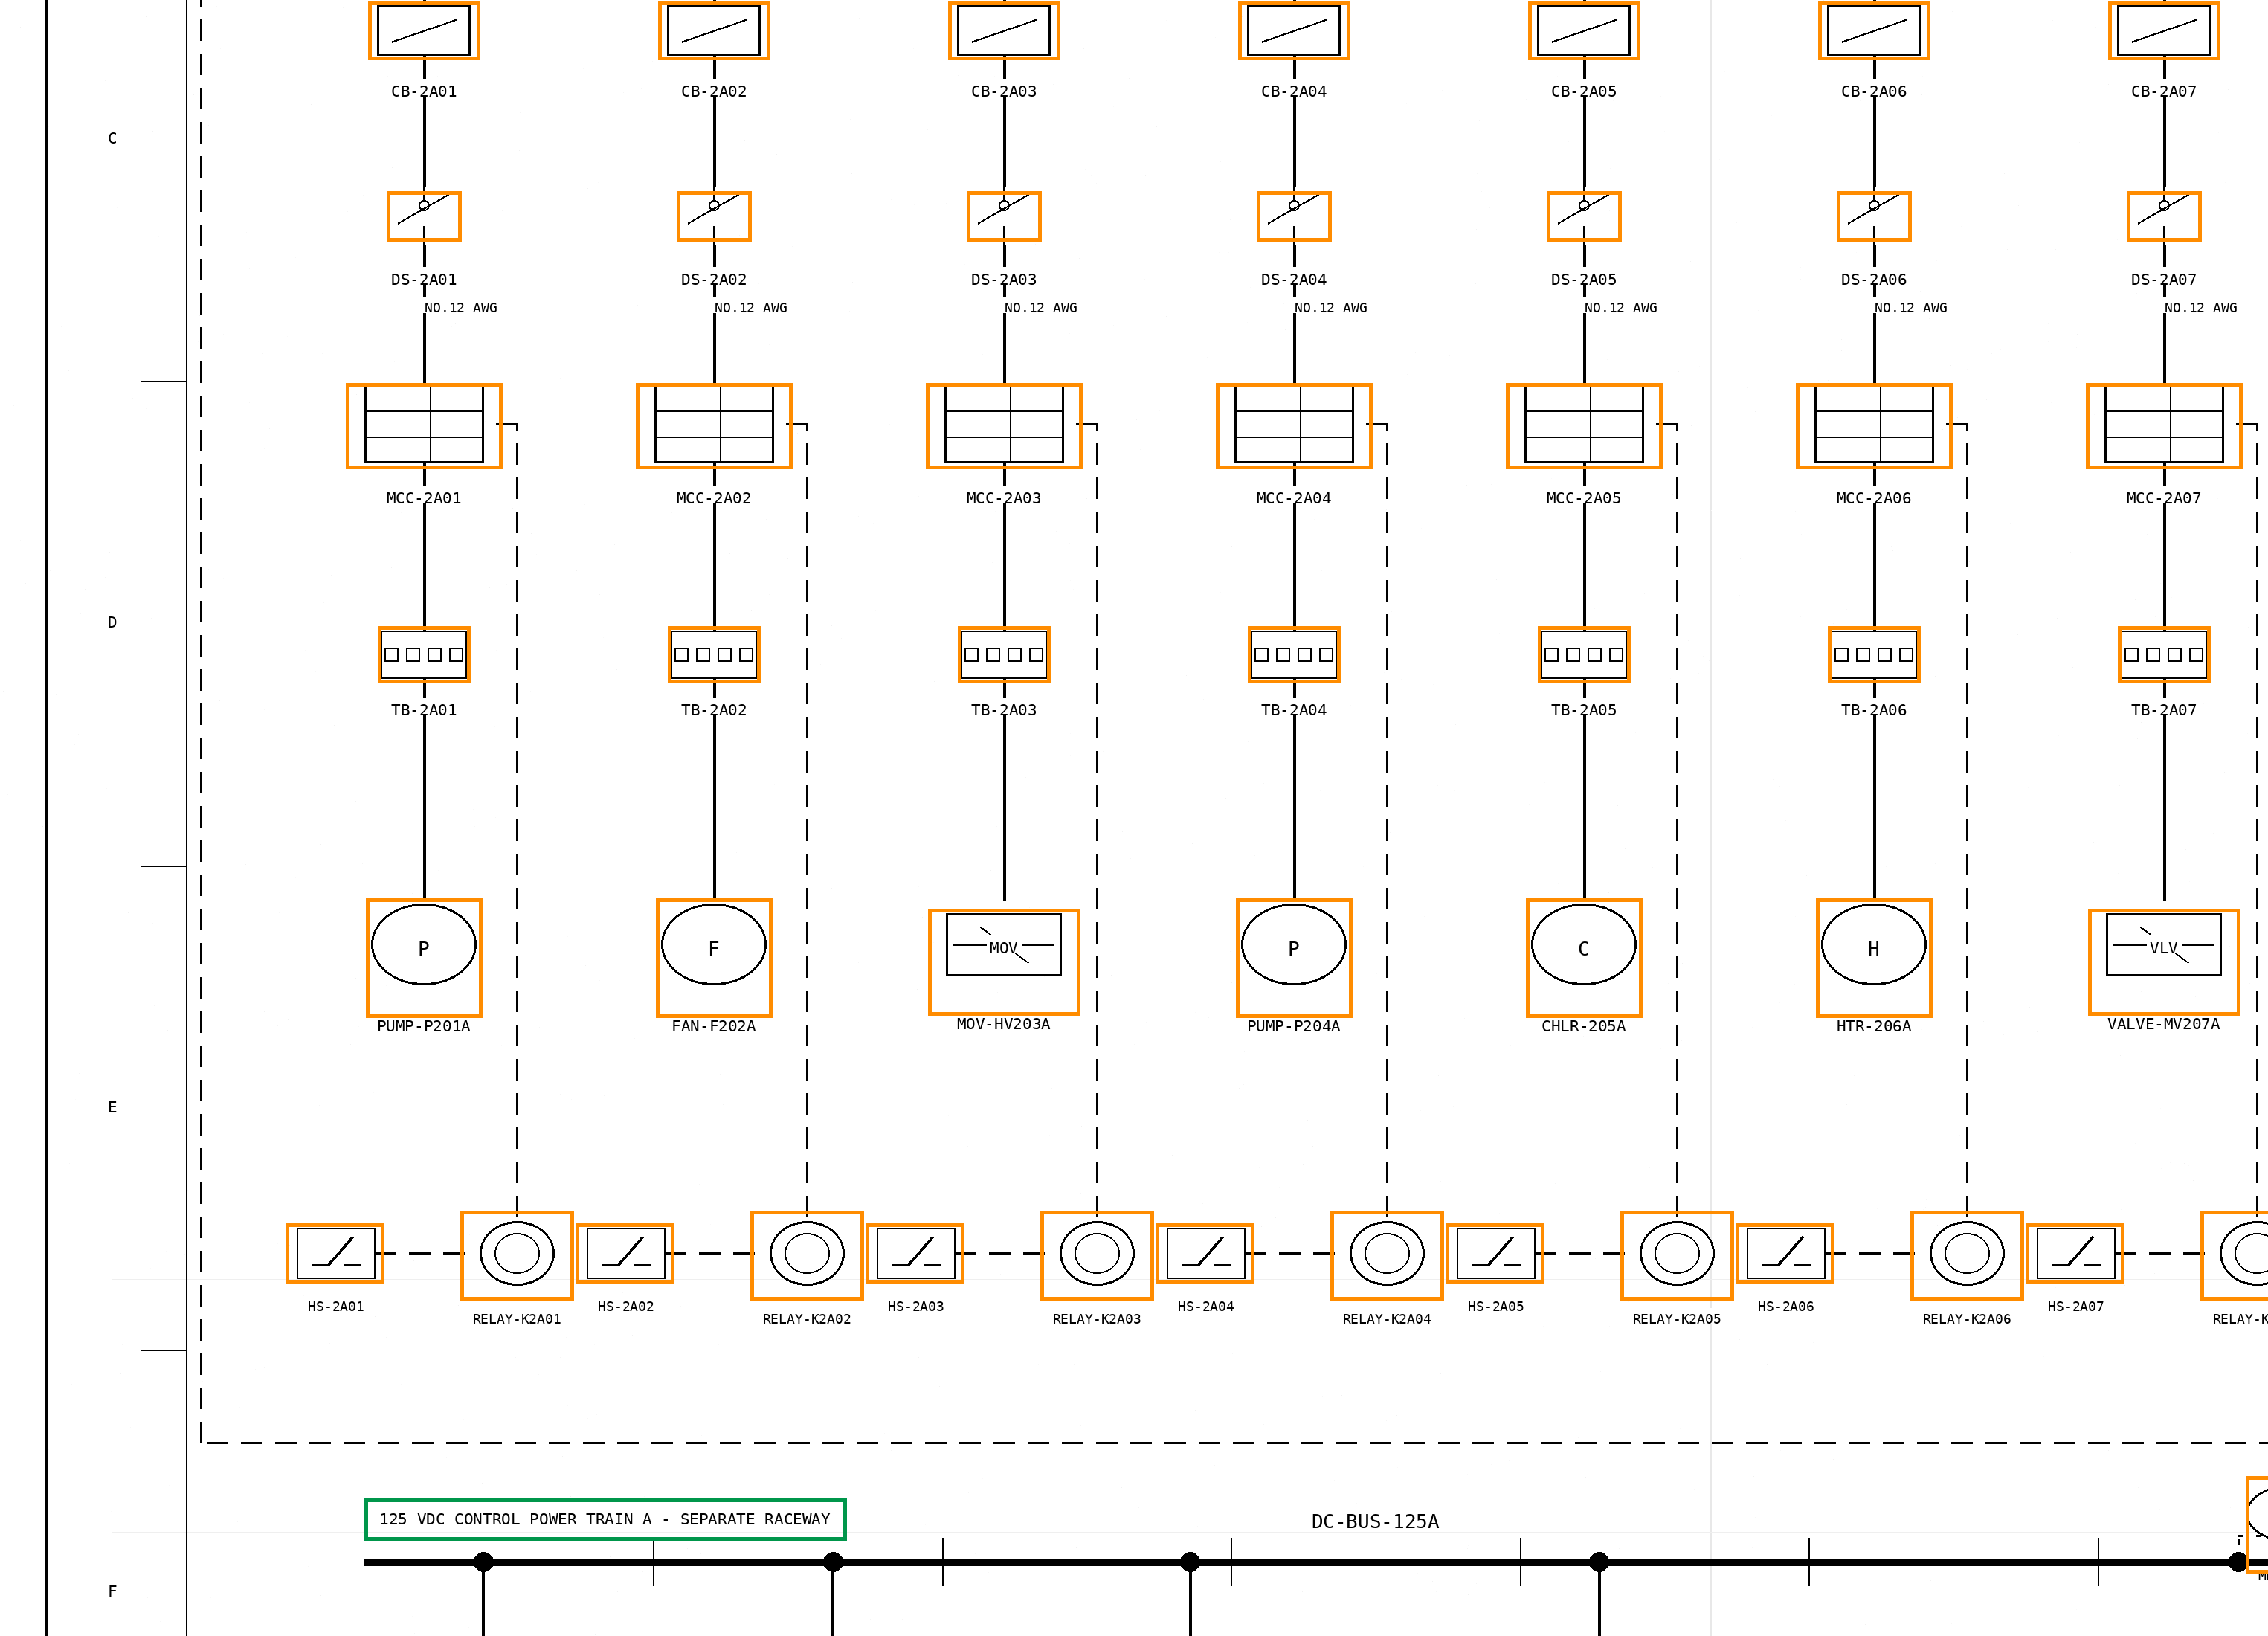 CB-2A01 CB-2A02 CB-2A03 CB-2A04 CB-2A05 CB-2A06 CB-2A07
C
DS-2A01 DS-2A02 DS-2A03 DS-2A04 DS-2A05 DS-2A06 DS-2A07
NO.12 AWG NO.12 AWG NO.12 AWG NO.12 AWG NO.12 AWG NO.12 AWG NO.12 AWG
MCC-2A01 MCC-2A02 MCC-2A03 MCC-2A04 MCC-2A05 MCC-2A06 MCC-2A07
D
TB-2A01 TB-2A02 TB-2A03 TB-2A04 TB-2A05 TB-2A06 TB-2A07
P F MOV P C H VLV
PUMP-P201A FAN-F202A MOV-HV203A PUMP-P204A CHLR-205A HTR-206A VALVE-MV207A
E
HS-2A01 HS-2A02 HS-2A03 HS-2A04 HS-2A05 HS-2A06 HS-2A07
RELAY-K2A01 RELAY-K2A02 RELAY-K2A03 RELAY-K2A04 RELAY-K2A05 RELAY-K2A06 RELAY-K
125 VDC CONTROL POWER TRAIN A - SEPARATE RACEWAY DC-BUS-125A
F